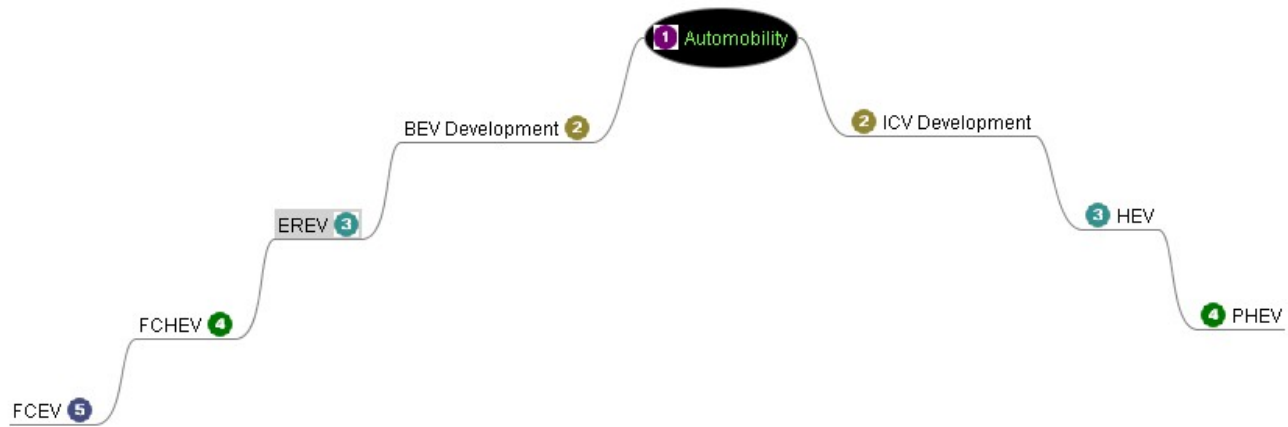 1 Automobility
BEV Development 2
2 ICV Development
EREV 3
3 HEV
FCHEV 4
4 PHEV
FCEV 5